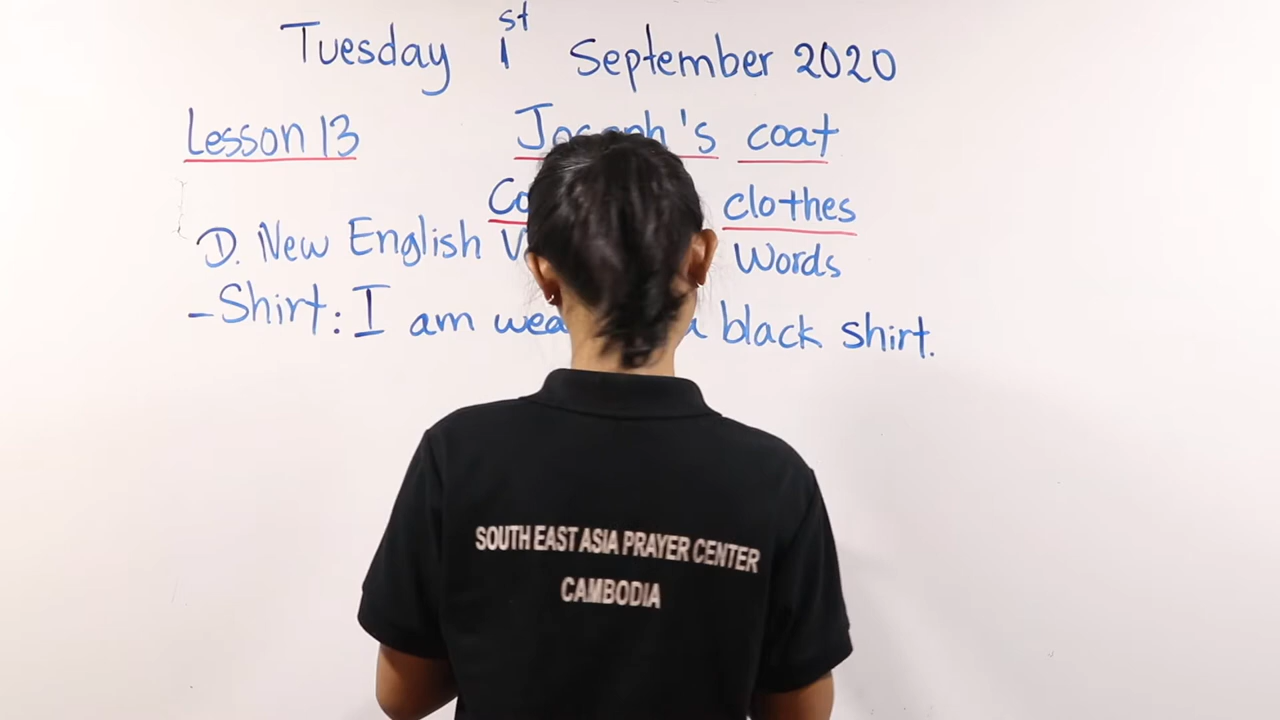 Tuesday 1st September 2020
Lesson 13 Joseph's coat
clothes
D. New English Words
- Shirt: I am a black shirt.
SOUTH EAST ASIA PRAYER CENTER
CAMBODIA